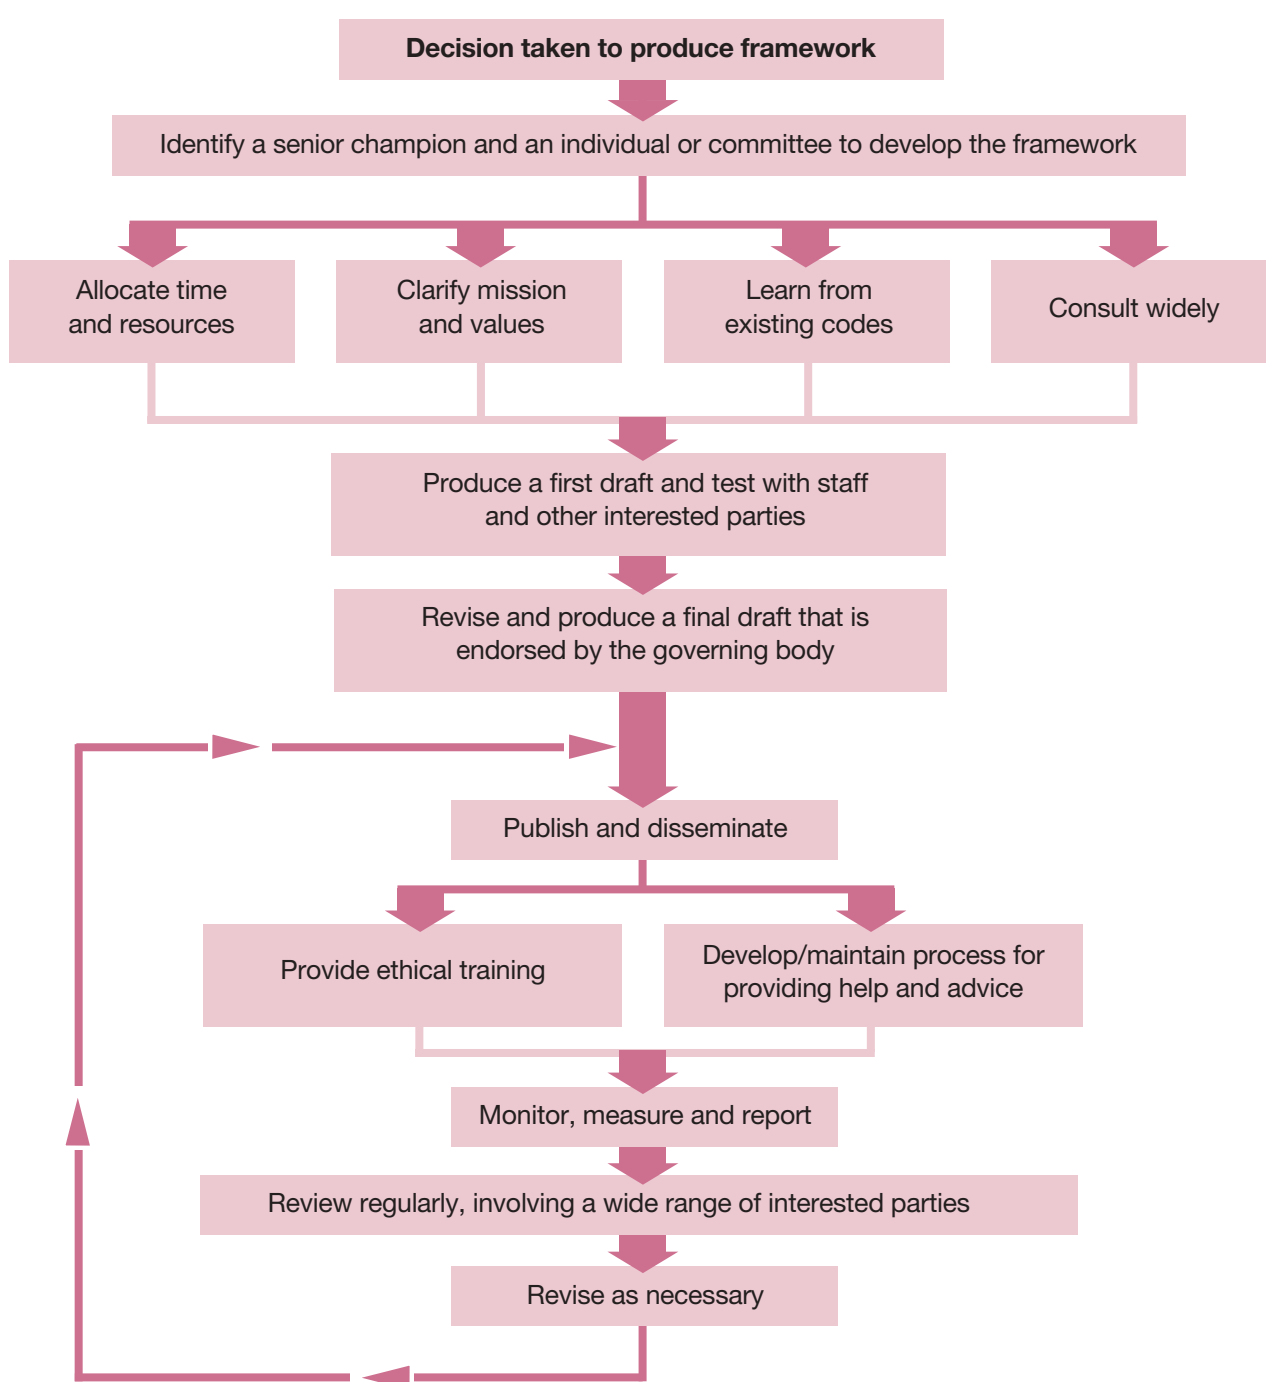 Decision taken to produce framework
Identify a senior champion and an individual or committee to develop the framework
Allocate time
and resources
Clarify mission
and values
Learn from
existing codes
Consult widely
Produce a first draft and test with staff
and other interested parties
Revise and produce a final draft that is
endorsed by the governing body
Publish and disseminate
Provide ethical training
Develop/maintain process for
providing help and advice
Monitor, measure and report
Review regularly, involving a wide range of interested parties
Revise as necessary